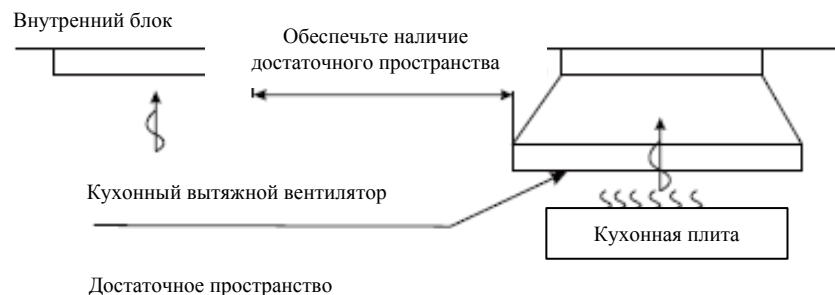 Внутренний блок
Обеспечьте наличие
достаточного пространства
Кухонный вытяжной вентилятор
Кухонная плита
Достаточное пространство